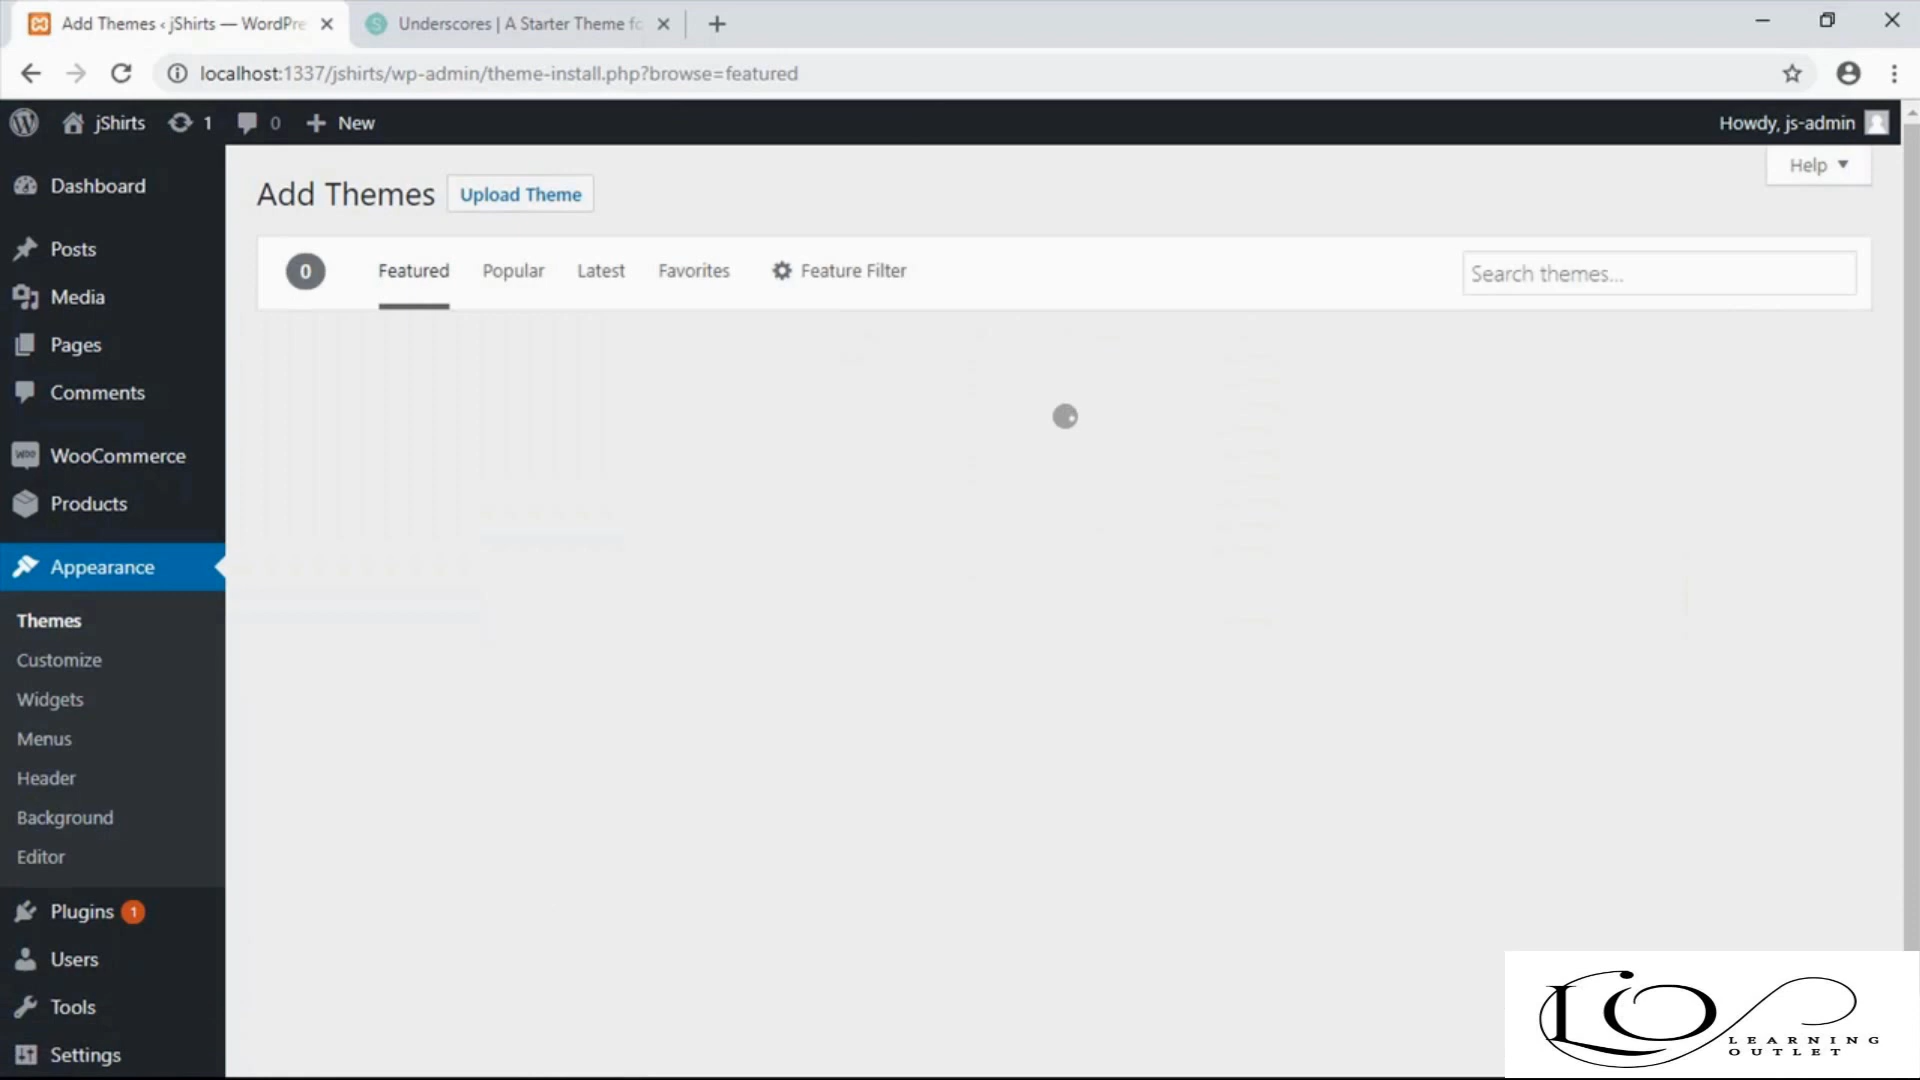 Add Themes ‹ jShirts — WordPre
Underscores | A Starter Theme fo
localhost:1337/jshirts/wp-admin/theme-install.php?browse=featured
jShirts 1 0 New
Howdy, js-admin
Help
Dashboard
Posts
Media
Pages
Comments
WooCommerce
Products
Appearance
Themes
Customize
Widgets
Menus
Header
Background
Editor
Plugins 1
Users
Tools
Settings
Add Themes
Upload Theme
0 Featured Popular Latest Favorites Feature Filter
Search themes...
LO
LEARNING
OUTLET